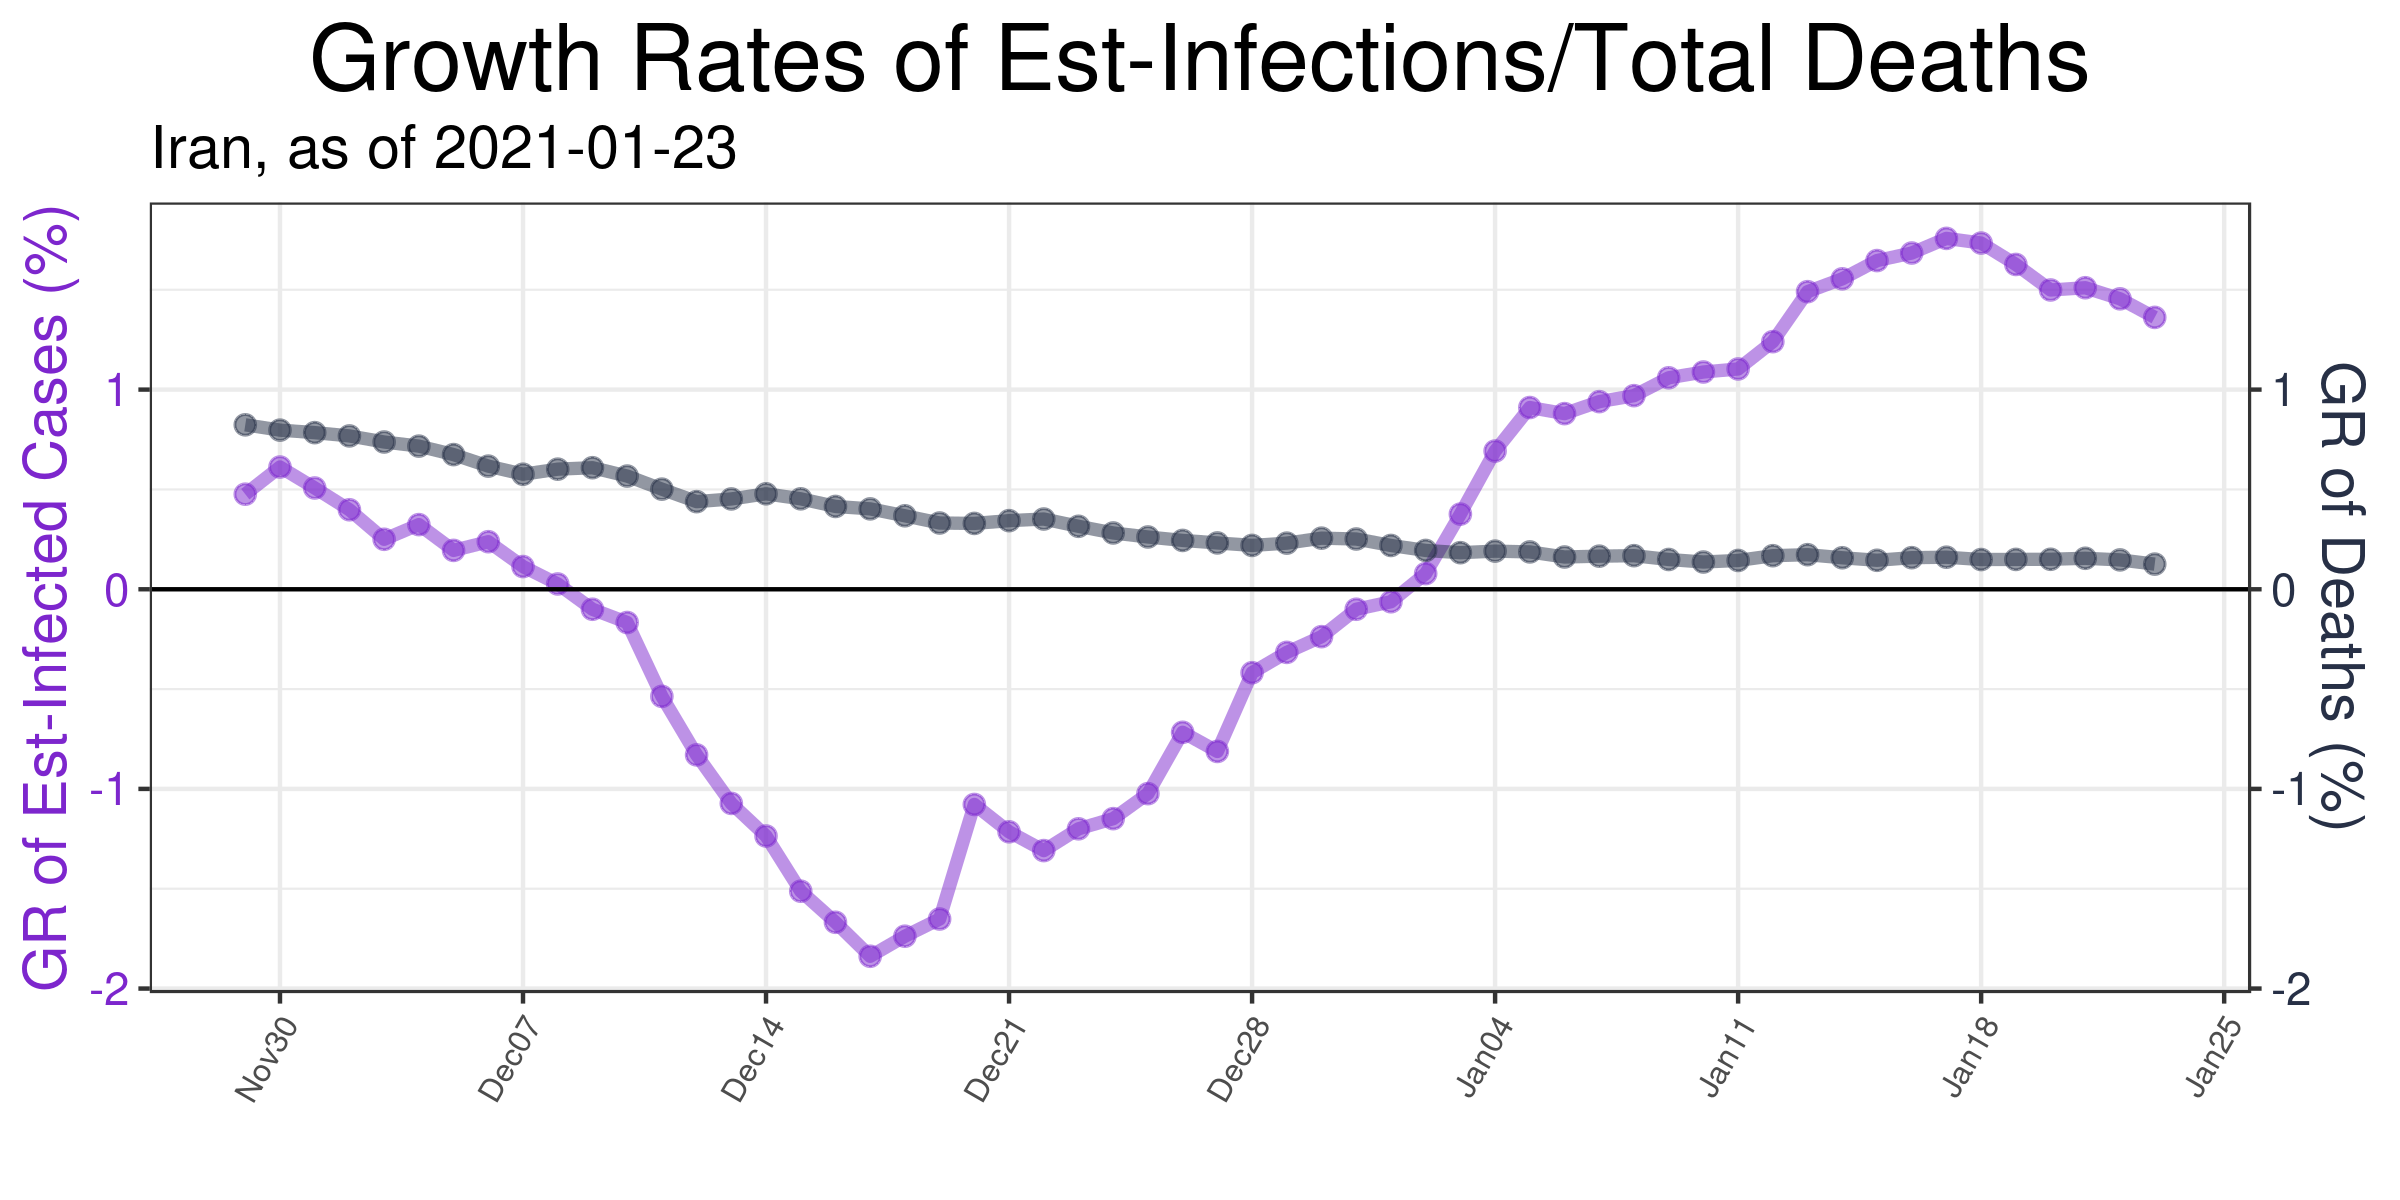 Growth Rates of Est-Infections/Total Deaths
Iran, as of 2021-01-23
GR of Est-Infected Cases (%)
1
0
-1
-2
1
0
-1
-2
GR of Deaths (%)
Nov30
Dec07
Dec14
Dec21
Dec28
Jan04
Jan11
Jan18
Jan25